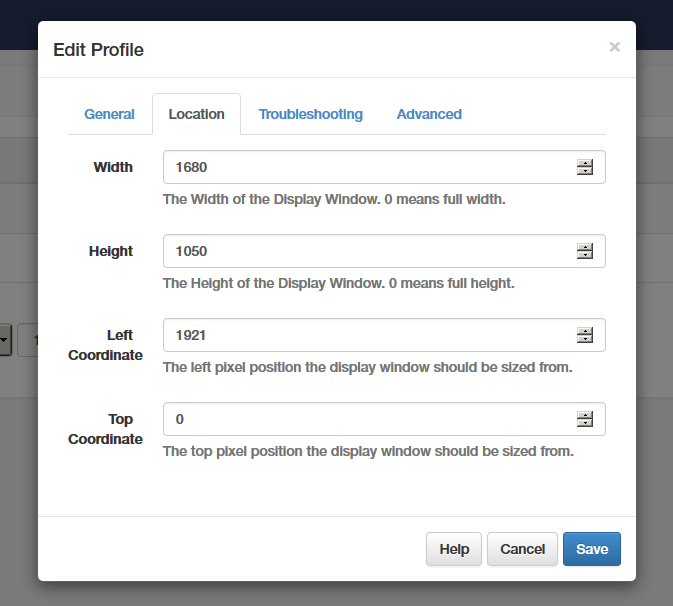 Edit Profile
×
General Location Troubleshooting Advanced
Width 1680
The Width of the Display Window. 0 means full width.
Height 1050
The Height of the Display Window. 0 means full height.
Left Coordinate 1921
The left pixel position the display window should be sized from.
Top Coordinate 0
The top pixel position the display window should be sized from.
Help Cancel Save